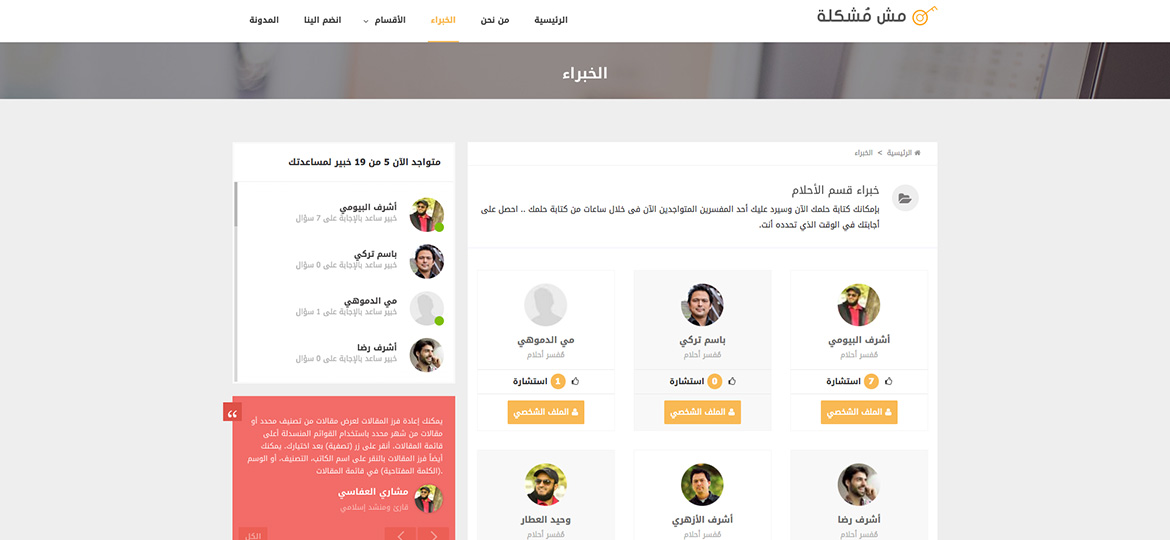 مش مُشكلة
الرئيسية
من نحن
الخبراء
الأقسام
انضم الينا
المدونة
الخبراء
الرئيسية > الخبراء
خبراء قسم الأحلام
بإمكانك كتابة حلمك الآن وسيرد عليك أحد المفسرين المتواجدين الآن فى خلال ساعات من كتابة حلمك .. احصل على
أجابتك في الوقت الذي تحدده أنت.
أشرف البيومي
مُفسر أحلام
7 استشارة
الملف الشخصي
باسم تركي
مُفسر أحلام
0 استشارة
الملف الشخصي
مي الدموهي
مُفسر أحلام
1 استشارة
الملف الشخصي
أشرف رضا
مُفسر أحلام
أشرف الأزهري
مُفسر أحلام
وحيد العطار
مُفسر أحلام
متواجد الآن 5 من 19 خبير لمساعدتك
أشرف البيومي
خبير ساعد بالإجابة على 7 سؤال
باسم تركي
خبير ساعد بالإجابة على 0 سؤال
مي الدموهي
خبير ساعد بالإجابة على 1 سؤال
أشرف رضا
خبير ساعد بالإجابة على 0 سؤال
يمكنك إعادة فرز المقالات لعرض مقالات من تصنيف محدد أو
مقالات من شهر محدد باستخدام القوائم المنسدلة أعلى
قائمة المقالات. أنقر على زر (تصفية) بعد اختيارك. يمكنك
أيضاً فرز المقالات بالنقر على اسم الكاتب، التصنيف، أو الوسم
(الكلمة المفتاحية) في قائمة المقالات.
مشاري العفاسي
قارئ ومنشد إسلامي
الكل